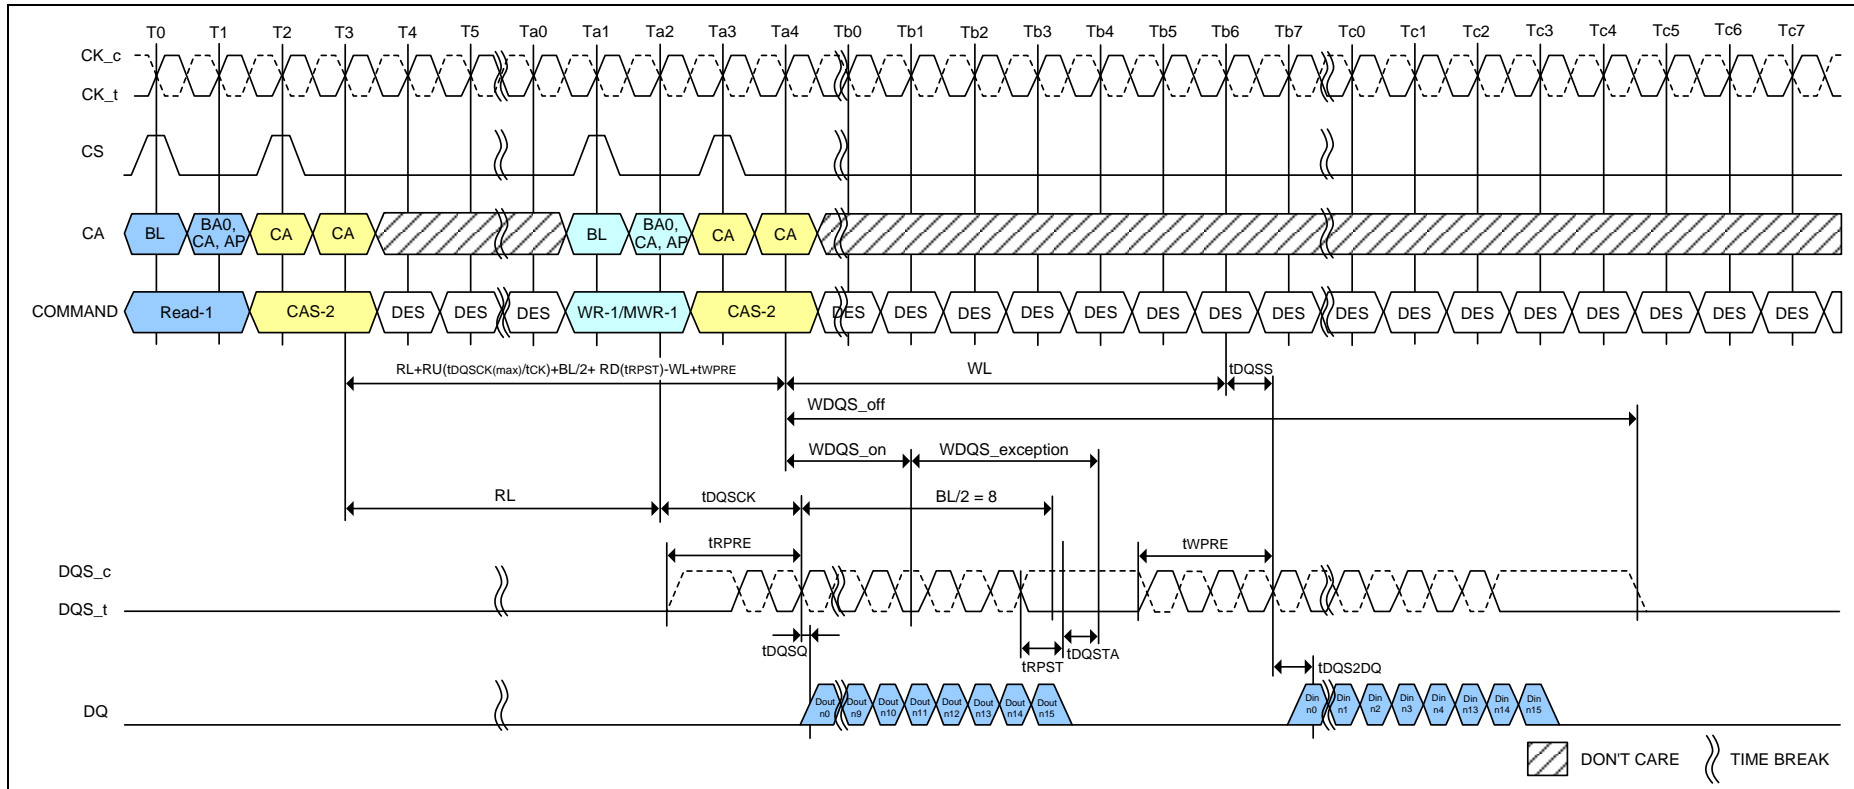 T0 T1 T2 T3 T4 T5 Ta0 Ta1 Ta2 Ta3 Ta4 Tb0 Tb1 Tb2 Tb3 Tb4 Tb5 Tb6 Tb7 Tc0 Tc1 Tc2 Tc3 Tc4 Tc5 Tc6 Tc7
CK_c
CK_t
CS
CA BL BA0, CA, AP CA CA BL BA0, CA, AP CA CA
COMMAND Read-1 CAS-2 DES DES DES WR-1/MWR-1 CAS-2 DES DES DES DES DES DES DES DES DES DES DES DES DES DES DES DES
RL+RU(tDQSCK(max)/tCK)+BL/2+ RD(tRPST)-WL+tWPRE WL tDQSS
WDQS_off
WDQS_on WDQS_exception
RL tDQSCK BL/2 = 8
tRPRE tWPRE
DQS_c
DQS_t
tDQSQ tRPST tDQSTA tDQS2DQ
DQ Dout n0 Dout n9 Dout n10 Dout n11 Dout n12 Dout n13 Dout n14 Dout n15 Din n0 Din n1 Din n2 Din n3 Din n4 Din n13 Din n14 Din n15
DON'T CARE TIME BREAK